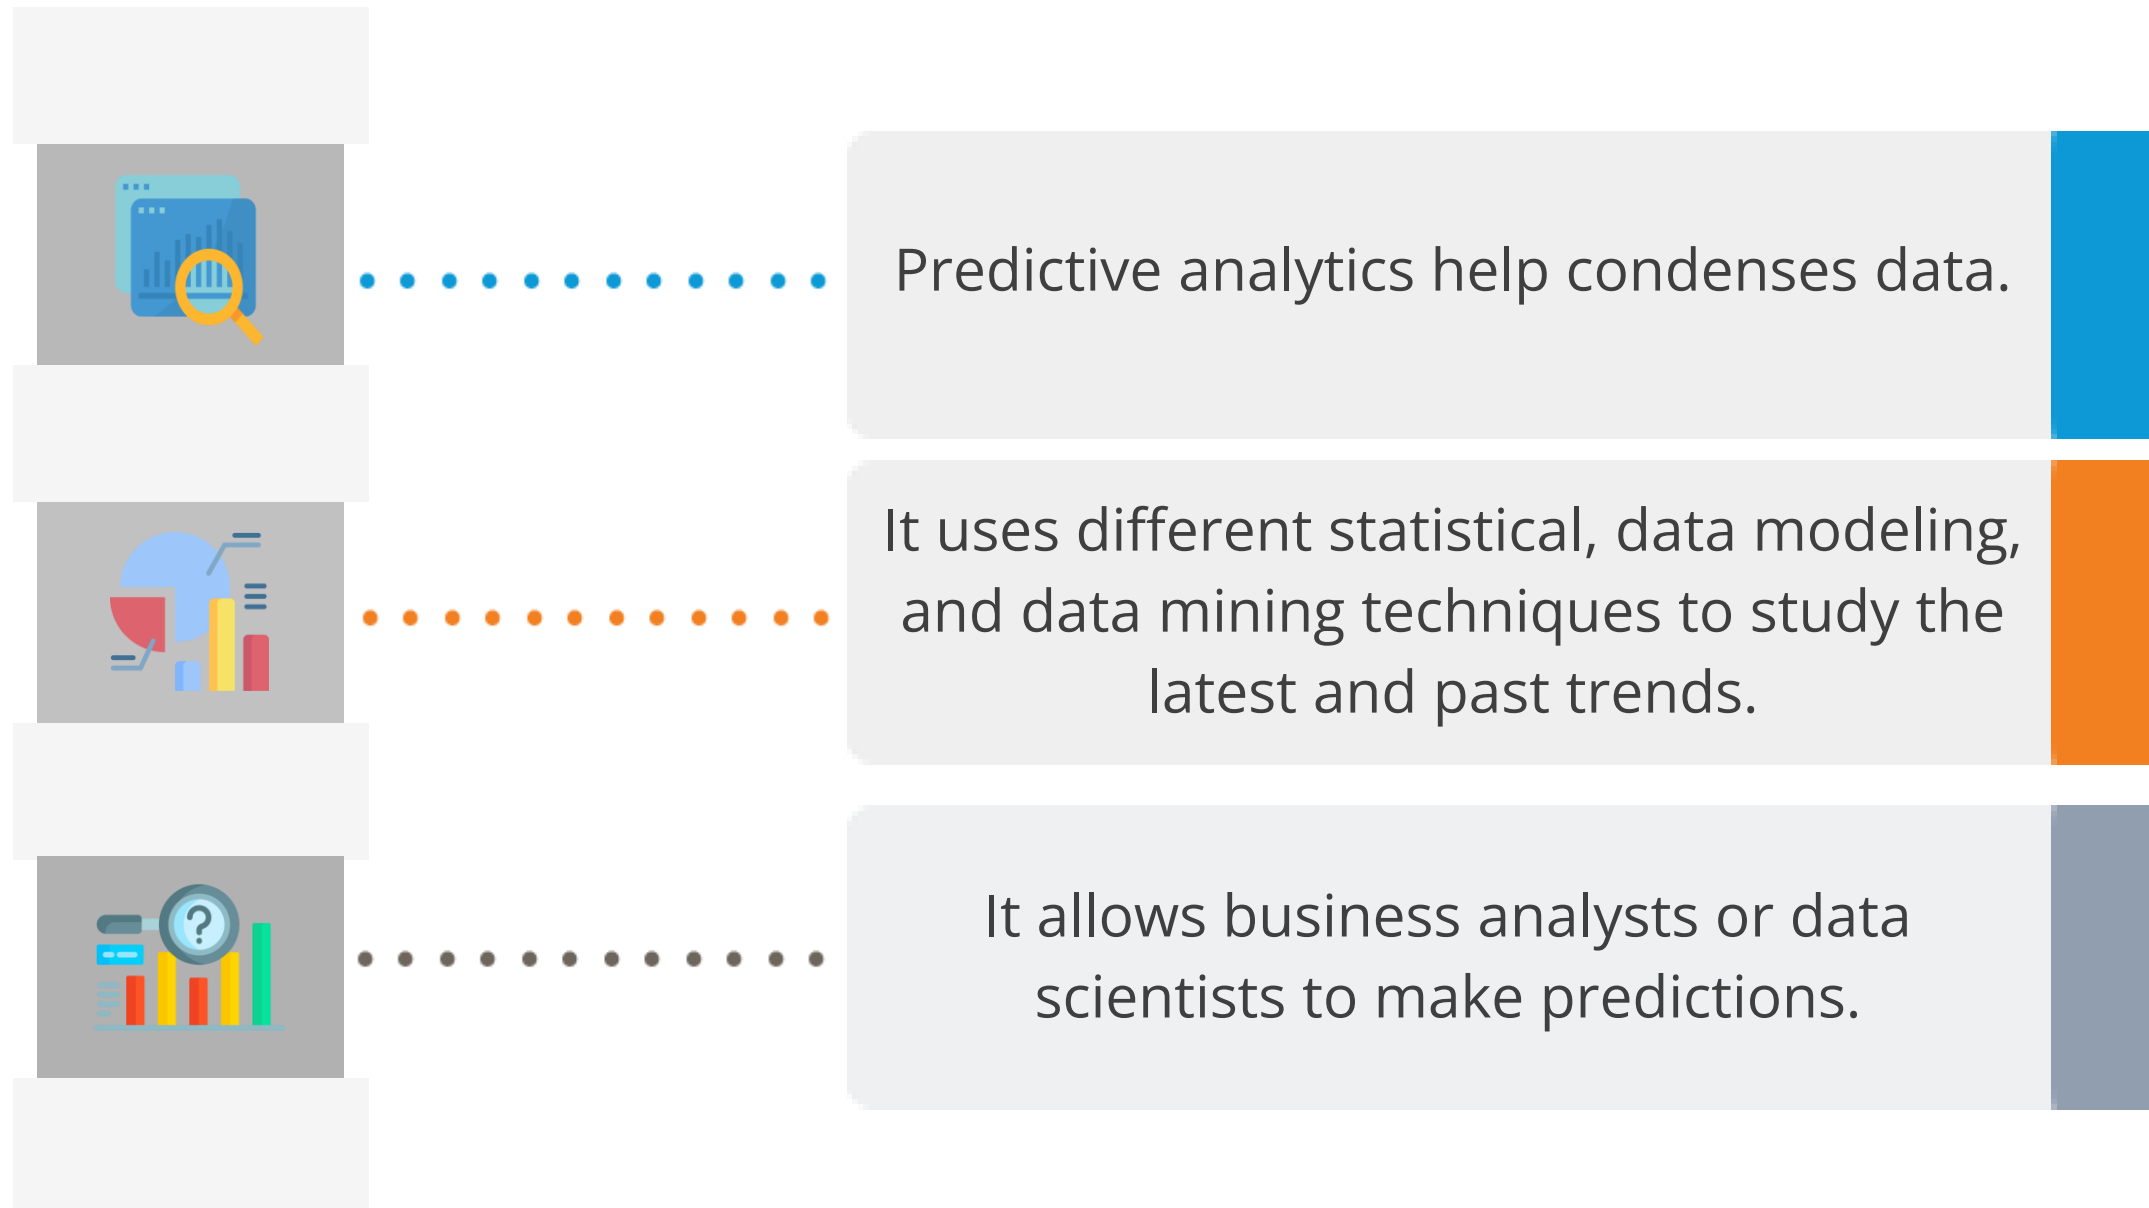 Predictive analytics help condenses data.
It uses different statistical, data modeling,
and data mining techniques to study the
latest and past trends.
It allows business analysts or data
scientists to make predictions.